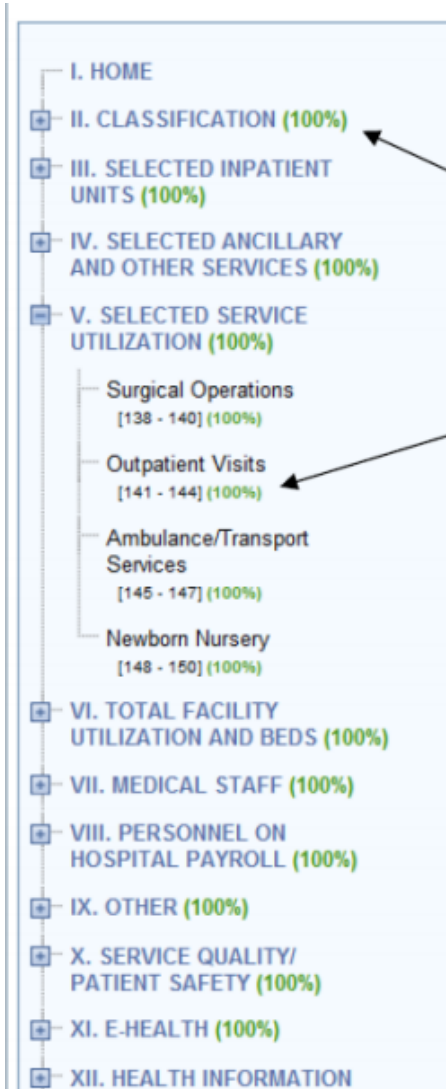 I. HOME
II. CLASSIFICATION (100%)
III. SELECTED INPATIENT
UNITS (100%)
IV. SELECTED ANCILLARY
AND OTHER SERVICES (100%)
V. SELECTED SERVICE
UTILIZATION (100%)
Surgical Operations
[138 - 140] (100%)
Outpatient Visits
[141 - 144] (100%)
Ambulance/Transport
Services
[145 - 147] (100%)
Newborn Nursery
[148 - 150] (100%)
VI. TOTAL FACILITY
UTILIZATION AND BEDS (100%)
VII. MEDICAL STAFF (100%)
VIII. PERSONNEL ON
HOSPITAL PAYROLL (100%)
IX. OTHER (100%)
X. SERVICE QUALITY/
PATIENT SAFETY (100%)
XI. E-HEALTH (100%)
XII. HEALTH INFORMATION